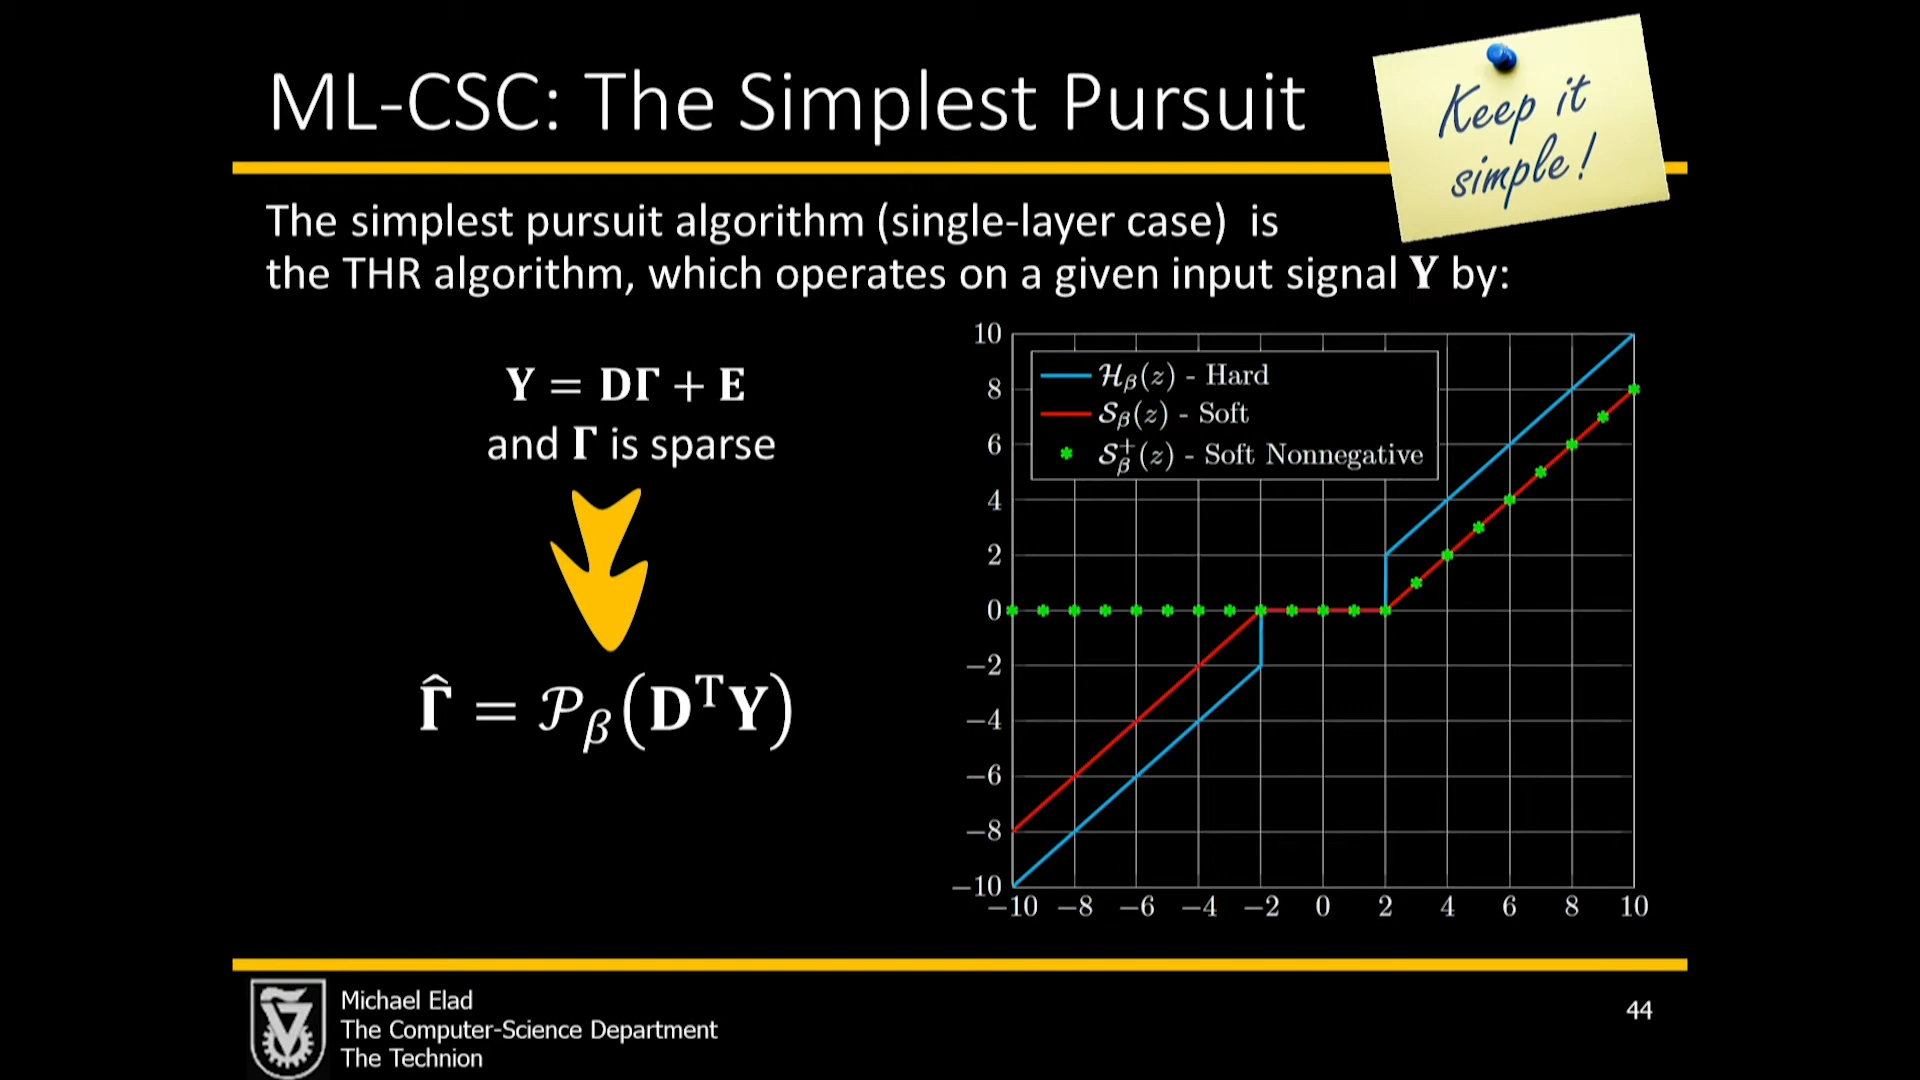 ML-CSC: The Simplest Pursuit
Keep it
simple!
The simplest pursuit algorithm (single-layer case) is
the THR algorithm, which operates on a given input signal 𝐘 by:
𝐘 = 𝐃𝚪 + 𝐄
and 𝚪 is sparse
𝚪̂ = 𝒫_β(𝐃ᵀ𝐘)
ℋ_β(z) - Hard
𝒮_β(z) - Soft
𝒮_β^+(z) - Soft Nonnegative
10
8
6
4
2
0
−2
−4
−6
−8
−10
−10 −8 −6 −4 −2 0 2 4 6 8 10
Michael Elad
The Computer-Science Department
The Technion
44